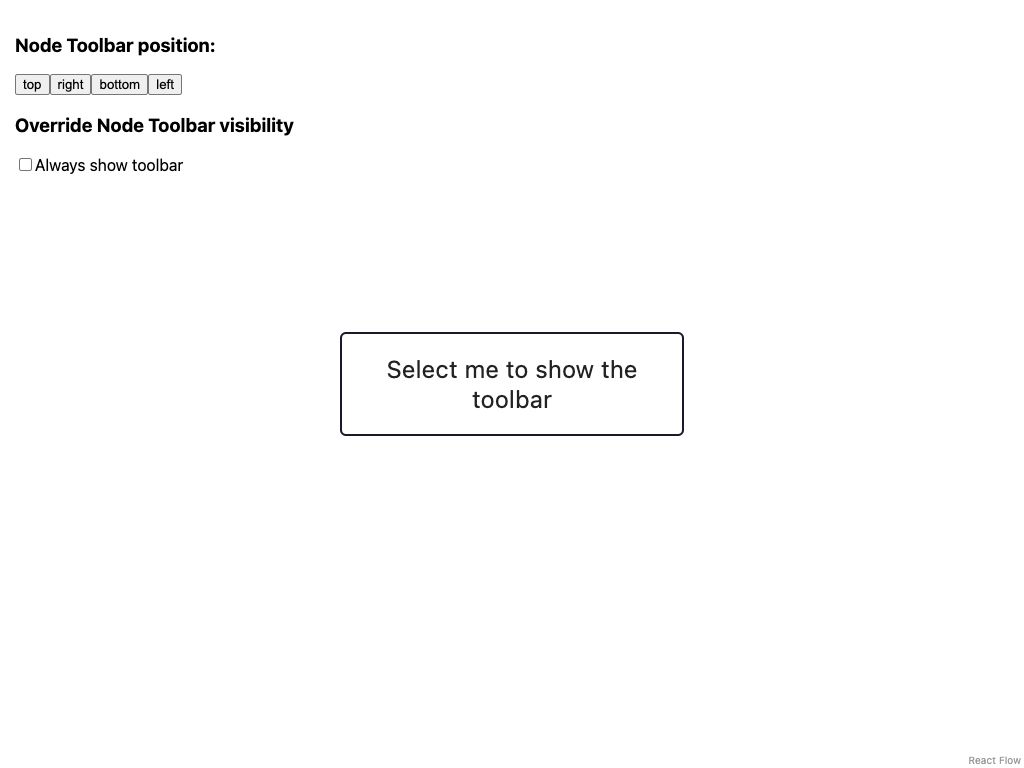 Node Toolbar position:
top right bottom left
Override Node Toolbar visibility
Always show toolbar
Select me to show the
toolbar
React Flow